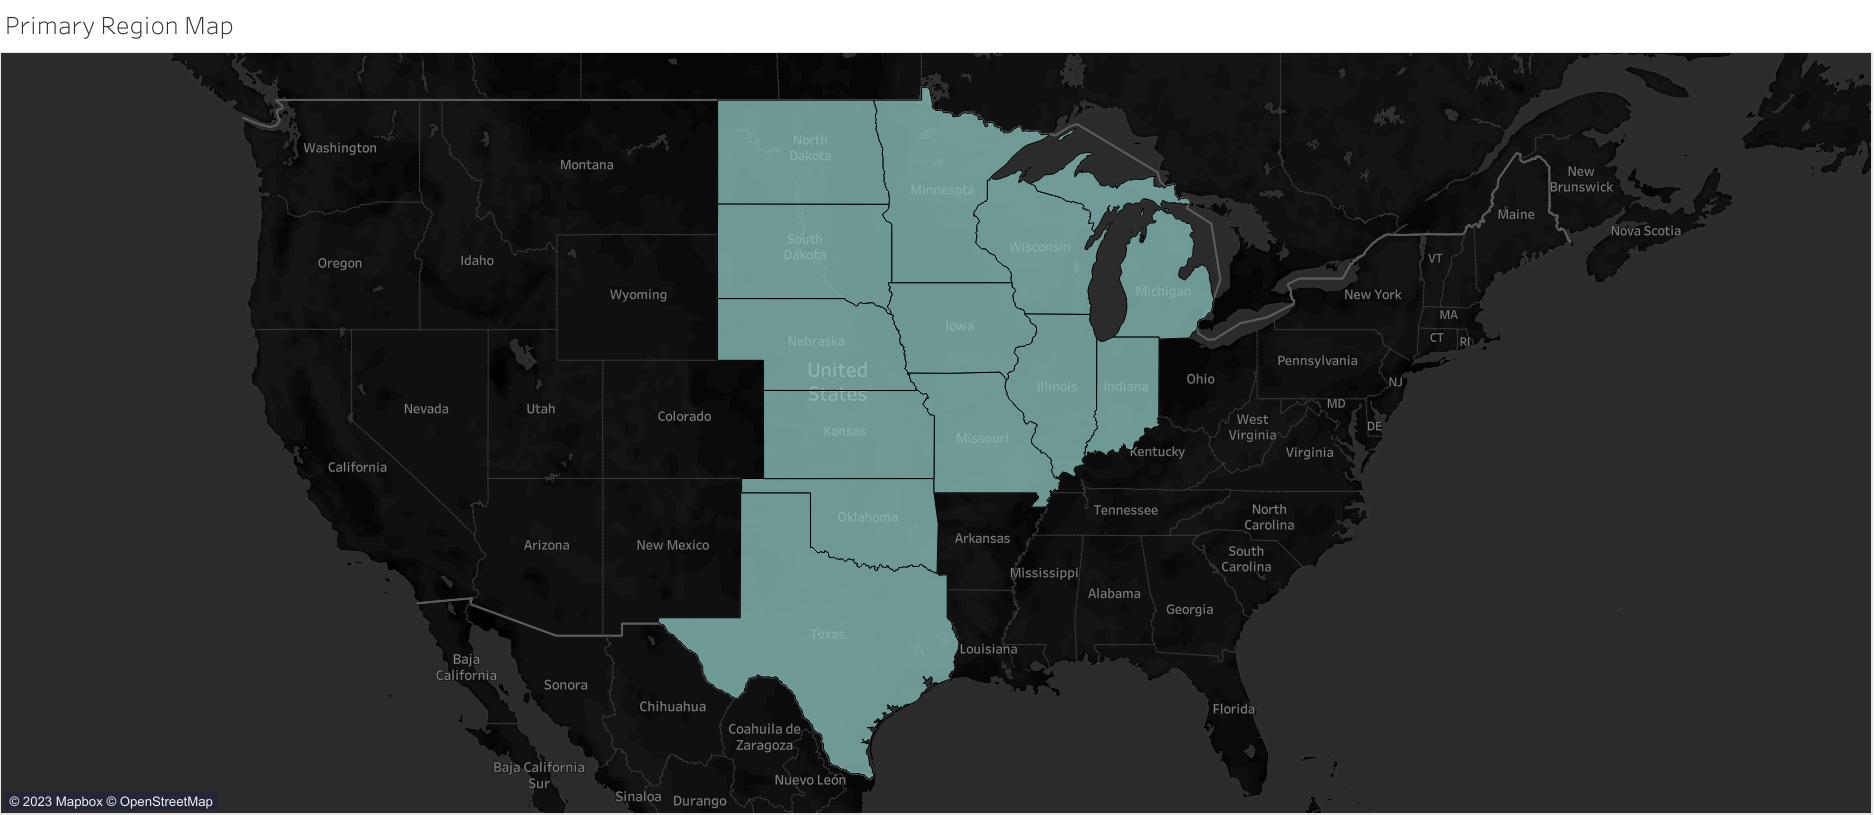 Primary Region Map
Washington
Montana
North
Dakota
Minnesota
New
Brunswick
Maine
Nova Scotia
Oregon
Idaho
South
Dakota
Wisconsin
VT
Wyoming
Michigan
New York
MA
Iowa
CT
RI
Nebraska
Pennsylvania
United
States
Illinois
Indiana
Ohio
NJ
Nevada
Utah
Colorado
MD
Kansas
Missouri
West
Virginia
DE
California
Kentucky
Virginia
Oklahoma
Tennessee
North
Carolina
Arizona
New Mexico
Arkansas
South
Carolina
Mississippi
Alabama
Georgia
Texas
Louisiana
Baja
California
Sonora
Chihuahua
Florida
Coahuila de
Zaragoza
Baja California
Sur
Nuevo León
Sinaloa
Durango
© 2023 Mapbox © OpenStreetMap